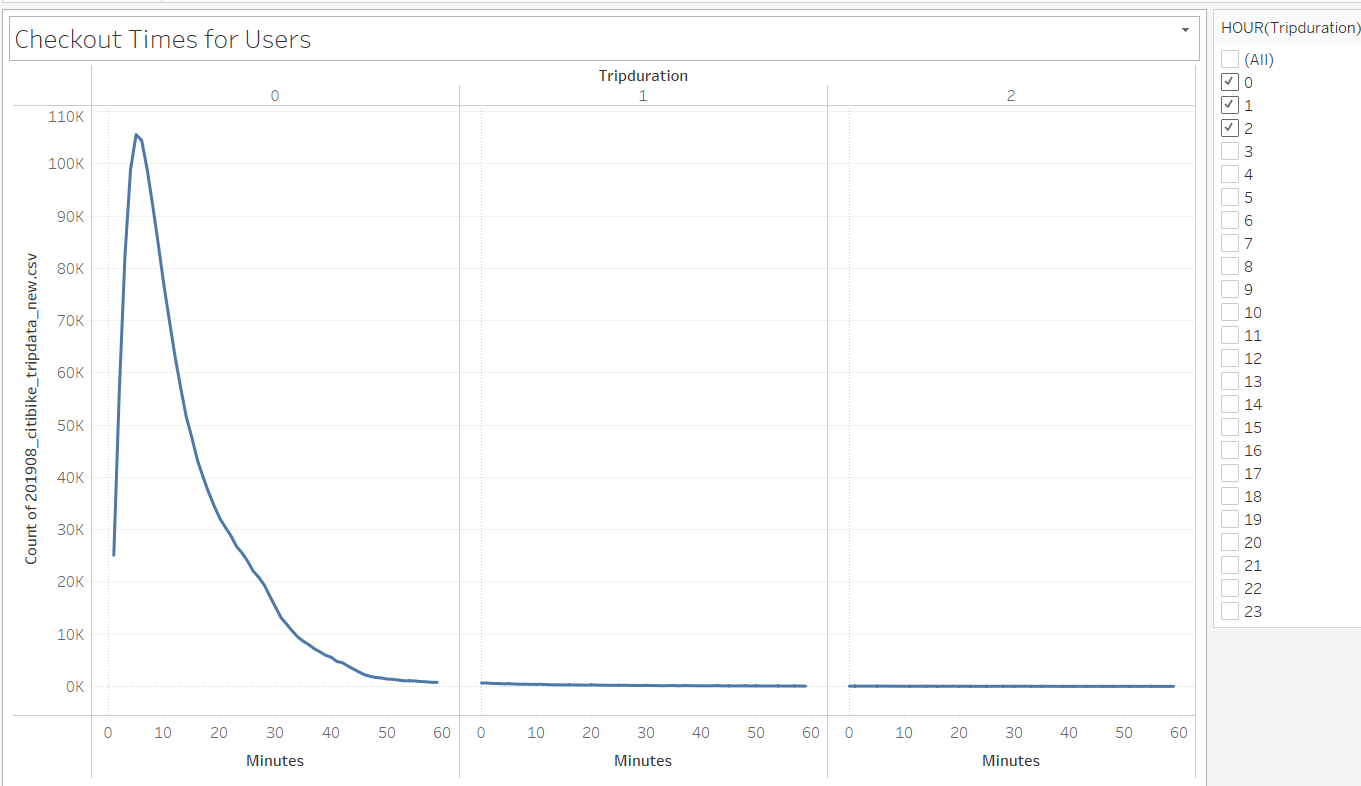 Checkout Times for Users
Tripduration
0 1 2
Count of 201908_citibike_tripdata_new.csv
110K
100K
90K
80K
70K
60K
50K
40K
30K
20K
10K
0K
0 10 20 30 40 50 60 0 10 20 30 40 50 60 0 10 20 30 40 50 60
Minutes Minutes Minutes
HOUR(Tripduration)
(All)
0
1
2
3
4
5
6
7
8
9
10
11
12
13
14
15
16
17
18
19
20
21
22
23